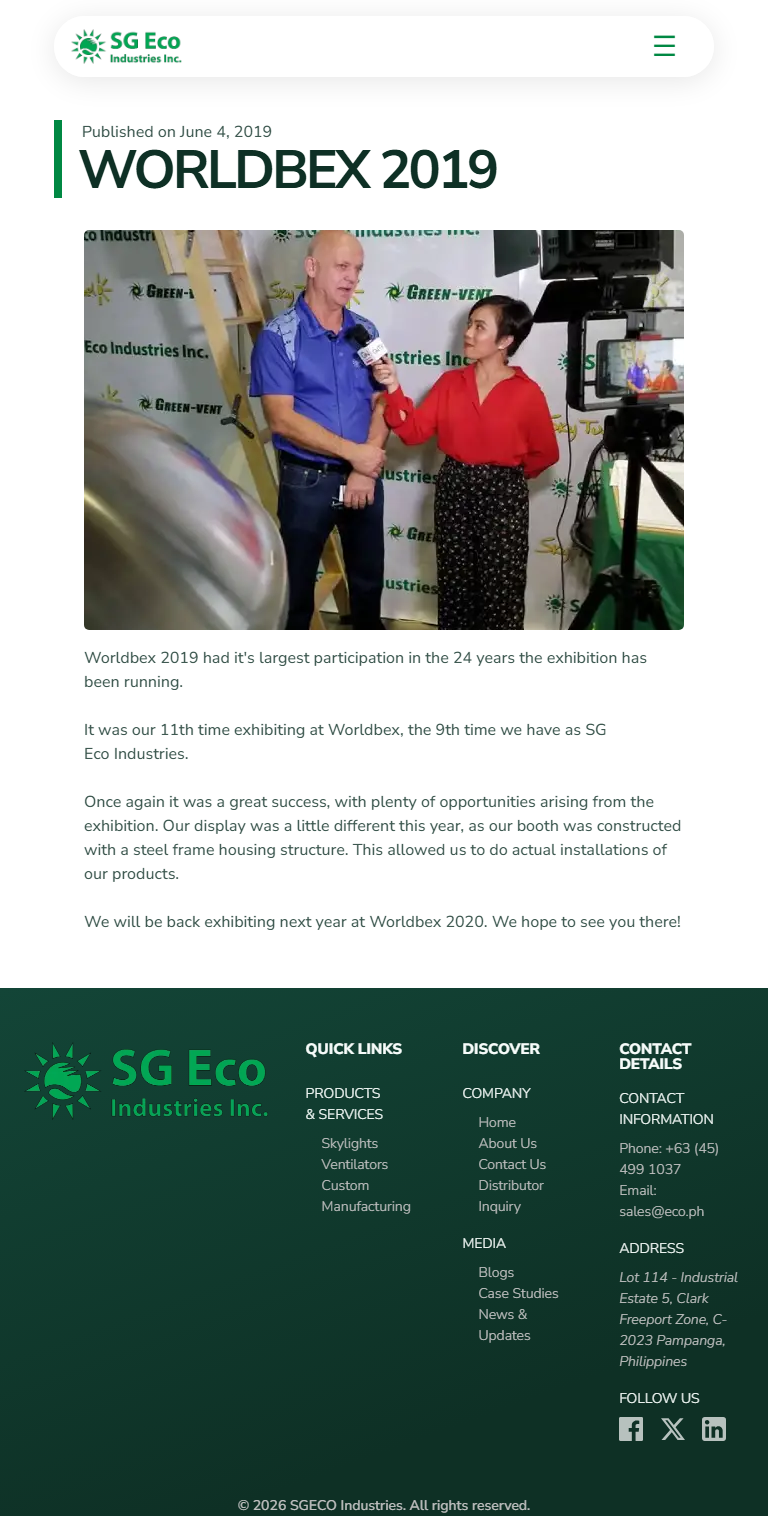 SG Eco
Industries Inc.
☰
Published on June 4, 2019
WORLDBEX 2019
Industries Inc.
GREEN-VENT
Eco Industries Inc.
GREEN-VENT
Worldbex 2019 had it's largest participation in the 24 years the exhibition has
been running.
It was our 11th time exhibiting at Worldbex, the 9th time we have as SG
Eco Industries.
Once again it was a great success, with plenty of opportunities arising from the
exhibition. Our display was a little different this year, as our booth was constructed
with a steel frame housing structure. This allowed us to do actual installations of
our products.
We will be back exhibiting next year at Worldbex 2020. We hope to see you there!
SG Eco
Industries Inc.
QUICK LINKS
PRODUCTS
& SERVICES
Skylights
Ventilators
Custom
Manufacturing
DISCOVER
COMPANY
Home
About Us
Contact Us
Distributor
Inquiry
MEDIA
Blogs
Case Studies
News &
Updates
CONTACT
DETAILS
CONTACT
INFORMATION
Phone: +63 (45)
499 1037
Email:
sales@eco.ph
ADDRESS
Lot 114 - Industrial
Estate 5, Clark
Freeport Zone, C-
2023 Pampanga,
Philippines
FOLLOW US
© 2026 SGECO Industries. All rights reserved.